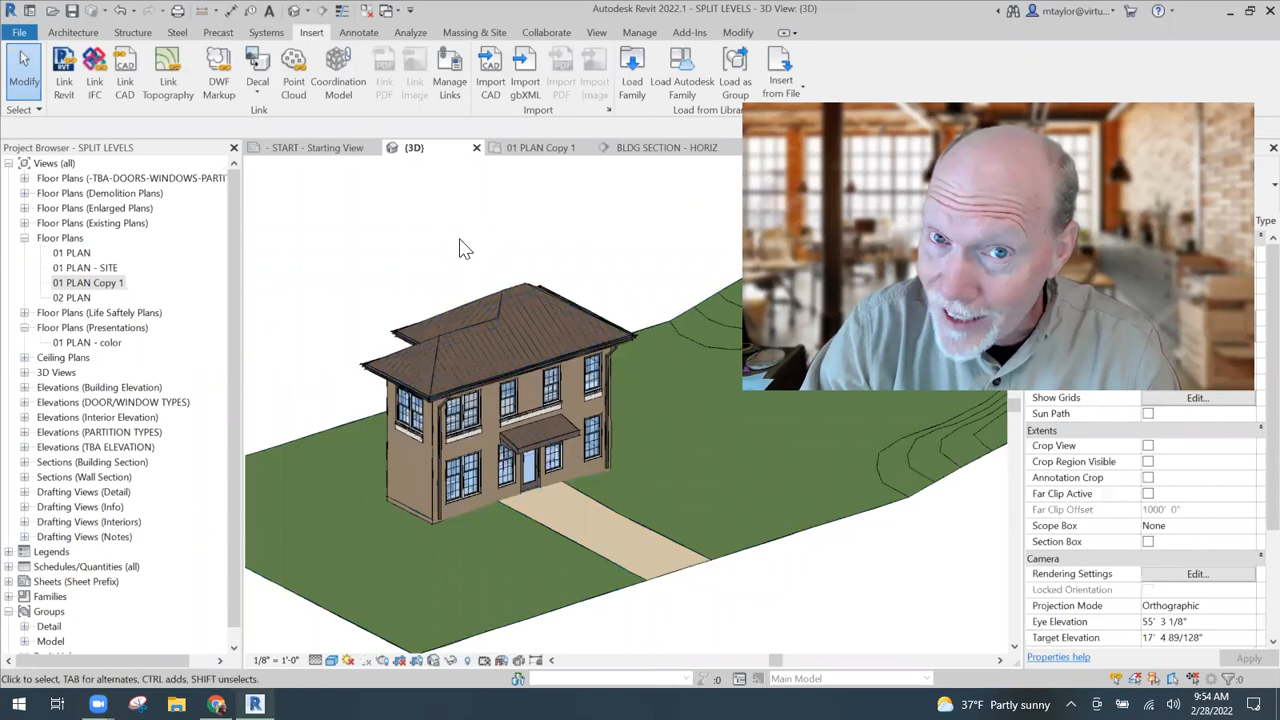 Autodesk Revit 2022.1 - SPLIT LEVELS - 3D View: {3D}
mtaylor@virtu...
File Architecture Structure Steel Precast Systems Insert Annotate Analyze Massing & Site Collaborate View Manage Add-Ins Modify
Modify
Link Revit
Link IFC
Link CAD
Link Topography
DWF Markup
Decal
Point Cloud
Coordination Model
Link PDF
Link Image
Manage Links
Import CAD
Import gbXML
Import PDF
Import Image
Load Family
Load Autodesk Family
Load as Group
Insert from File
Select
Link
Import
Load from Libra
Project Browser - SPLIT LEVELS
- START - Starting View
{3D}
01 PLAN Copy 1
BLDG SECTION - HORIZ
Views (all)
Floor Plans (-TBA-DOORS-WINDOWS-PARTI
Floor Plans (Demolition Plans)
Floor Plans (Enlarged Plans)
Floor Plans (Existing Plans)
Floor Plans
01 PLAN
01 PLAN - SITE
01 PLAN Copy 1
02 PLAN
Floor Plans (Life Saftely Plans)
Floor Plans (Presentations)
01 PLAN - color
Ceiling Plans
3D Views
Elevations (Building Elevation)
Elevations (DOOR/WINDOW TYPES)
Elevations (Interior Elevation)
Elevations (PARTITION TYPES)
Elevations (TBA ELEVATION)
Sections (Building Section)
Sections (Wall Section)
Drafting Views (Detail)
Drafting Views (Info)
Drafting Views (Interiors)
Drafting Views (Notes)
Legends
Schedules/Quantities (all)
Sheets (Sheet Prefix)
Families
Groups
Detail
Model
Type
Show Grids Edit...
Sun Path
Extents
Crop View
Crop Region Visible
Annotation Crop
Far Clip Active
Far Clip Offset 1000' 0"
Scope Box None
Section Box
Camera
Rendering Settings Edit...
Locked Orientation
Projection Mode Orthographic
Eye Elevation 55' 3 1/8"
Target Elevation 17' 4 89/128"
Properties help Apply
1/8" = 1'-0"
Click to select, TAB for alternates, CTRL adds, SHIFT unselects.
:0
Main Model
:0
37°F Partly sunny
9:54 AM
2/28/2022